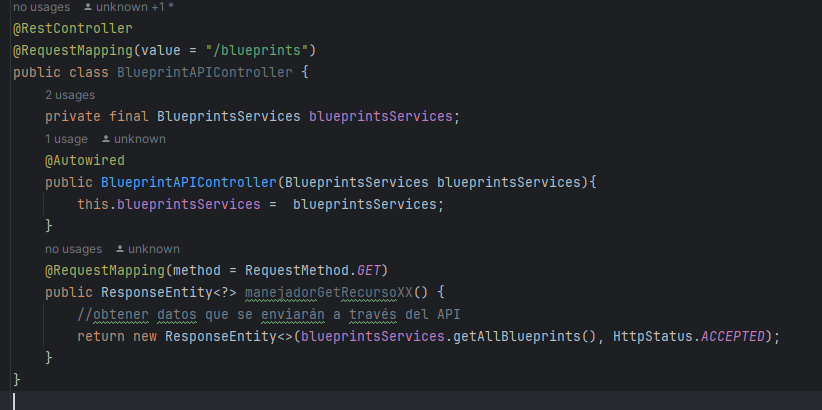 no usages   unknown +1 *
@RestController
@RequestMapping(value = "/blueprints")
public class BlueprintAPIController {
2 usages
private final BlueprintsServices blueprintsServices;
1 usage   unknown
@Autowired
public BlueprintAPIController(BlueprintsServices blueprintsServices){
this.blueprintsServices =  blueprintsServices;
}
no usages   unknown
@RequestMapping(method = RequestMethod.GET)
public ResponseEntity<?> manejadorGetRecursoXX() {
//obtener datos que se enviarán a través del API
return new ResponseEntity<>(blueprintsServices.getAllBlueprints(), HttpStatus.ACCEPTED);
}
}